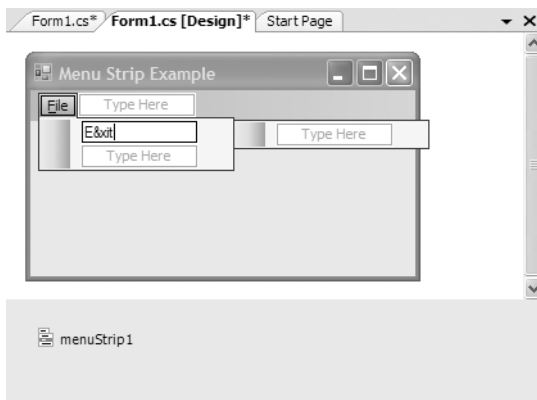 Form1.cs* Form1.cs [Design]* Start Page
Menu Strip Example
File Type Here
E&xit Type Here
Type Here
menuStrip1